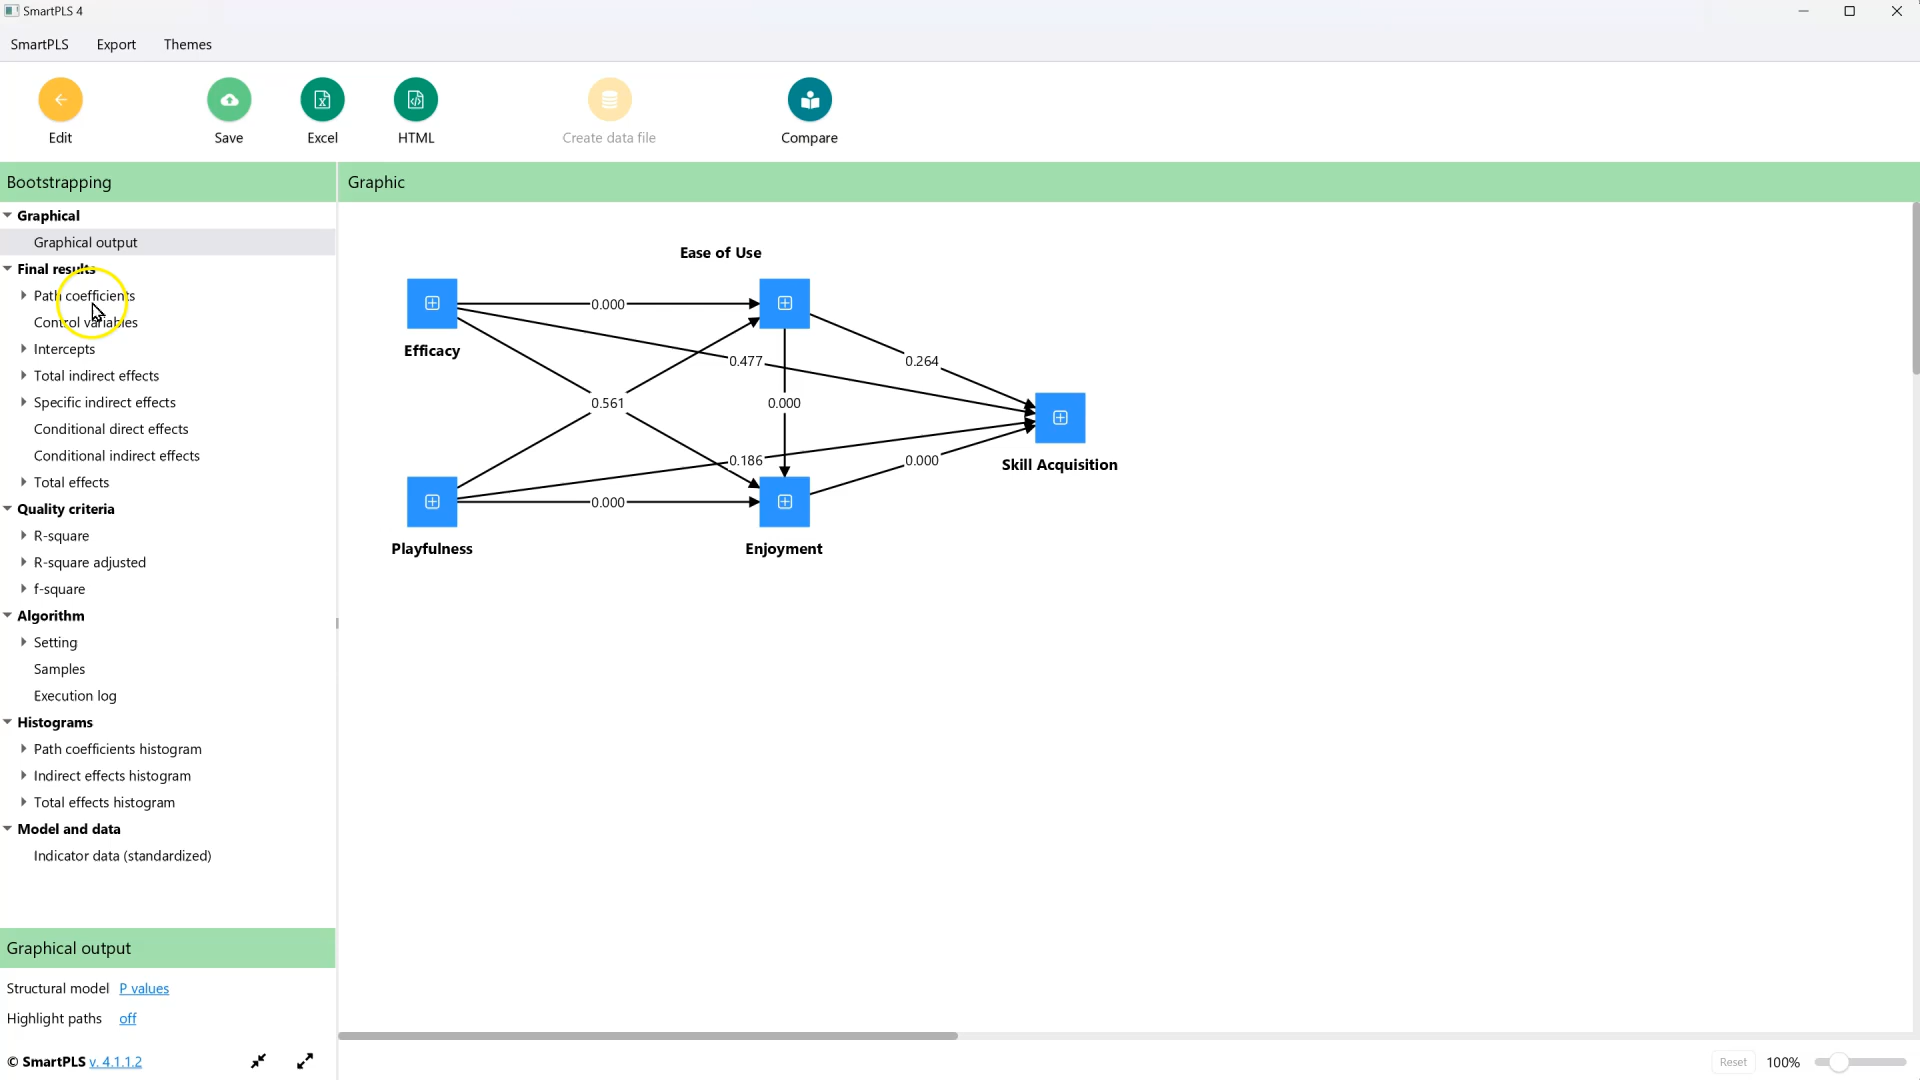 SmartPLS 4
SmartPLS Export Themes
Edit Save Excel HTML Create data file Compare
Bootstrapping
Graphical
Graphical output
Final results
Path coefficients
Control variables
Intercepts
Total indirect effects
Specific indirect effects
Conditional direct effects
Conditional indirect effects
Total effects
Quality criteria
R-square
R-square adjusted
f-square
Algorithm
Setting
Samples
Execution log
Histograms
Path coefficients histogram
Indirect effects histogram
Total effects histogram
Model and data
Indicator data (standardized)
Graphical output
Structural model P values
Highlight paths off
© SmartPLS v. 4.1.1.2
Graphic
Ease of Use
0.000
Efficacy
0.477
0.264
0.561
0.000
0.186
0.000
Skill Acquisition
0.000
Playfulness
Enjoyment
Reset 100%